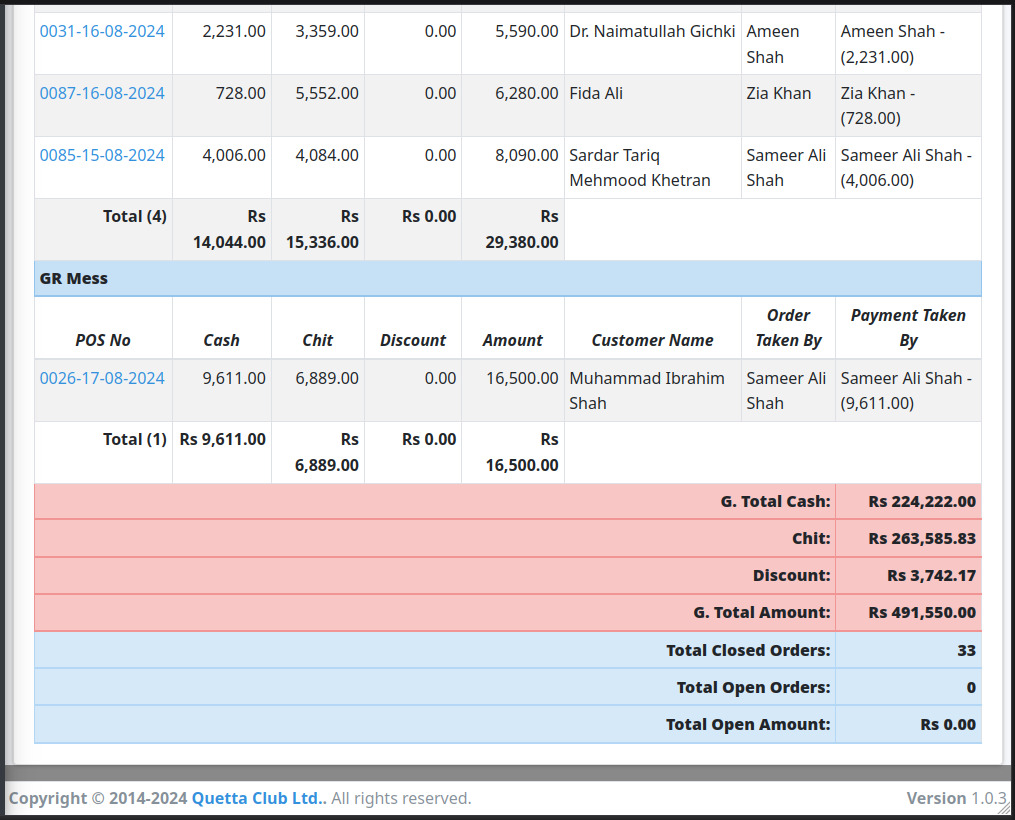 0031-16-08-2024 2,231.00 3,359.00 0.00 5,590.00 Dr. Naimatullah Gichki Ameen Shah Ameen Shah - (2,231.00)
0087-16-08-2024 728.00 5,552.00 0.00 6,280.00 Fida Ali Zia Khan Zia Khan - (728.00)
0085-15-08-2024 4,006.00 4,084.00 0.00 8,090.00 Sardar Tariq Mehmood Khetran Sameer Ali Shah Sameer Ali Shah - (4,006.00)
Total (4) Rs 14,044.00 Rs 15,336.00 Rs 0.00 Rs 29,380.00
GR Mess
POS No Cash Chit Discount Amount Customer Name Order Taken By Payment Taken By
0026-17-08-2024 9,611.00 6,889.00 0.00 16,500.00 Muhammad Ibrahim Shah Sameer Ali Shah Sameer Ali Shah - (9,611.00)
Total (1) Rs 9,611.00 Rs 6,889.00 Rs 0.00 Rs 16,500.00
G. Total Cash: Rs 224,222.00
Chit: Rs 263,585.83
Discount: Rs 3,742.17
G. Total Amount: Rs 491,550.00
Total Closed Orders: 33
Total Open Orders: 0
Total Open Amount: Rs 0.00
Copyright © 2014-2024 Quetta Club Ltd.. All rights reserved. Version 1.0.3